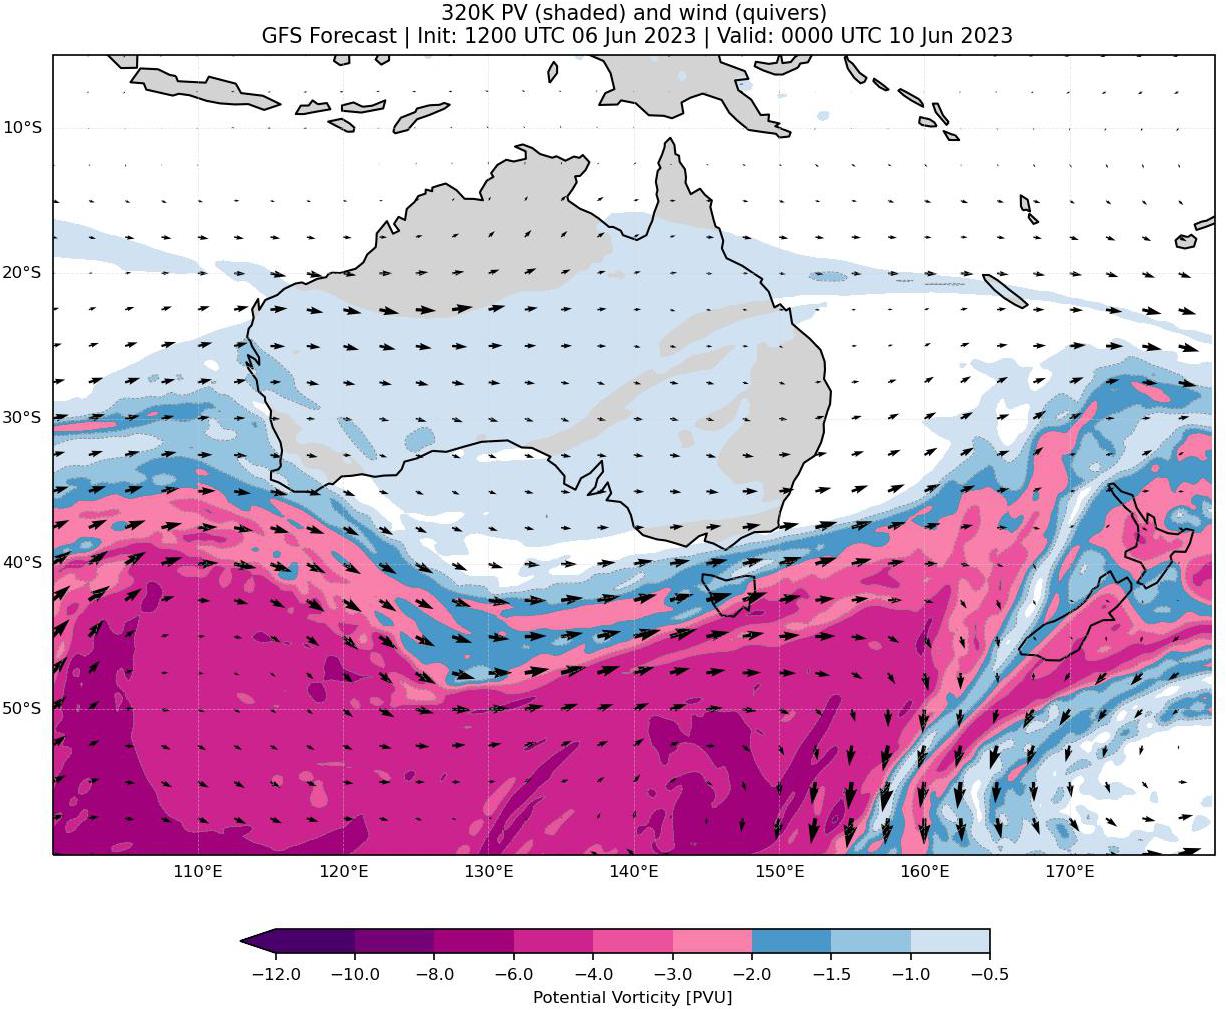 320K PV (shaded) and wind (quivers)
GFS Forecast | Init: 1200 UTC 06 Jun 2023 | Valid: 0000 UTC 10 Jun 2023
10°S
20°S
30°S
40°S
50°S
110°E 120°E 130°E 140°E 150°E 160°E 170°E
−12.0 −10.0 −8.0 −6.0 −4.0 −3.0 −2.0 −1.5 −1.0 −0.5
Potential Vorticity [PVU]